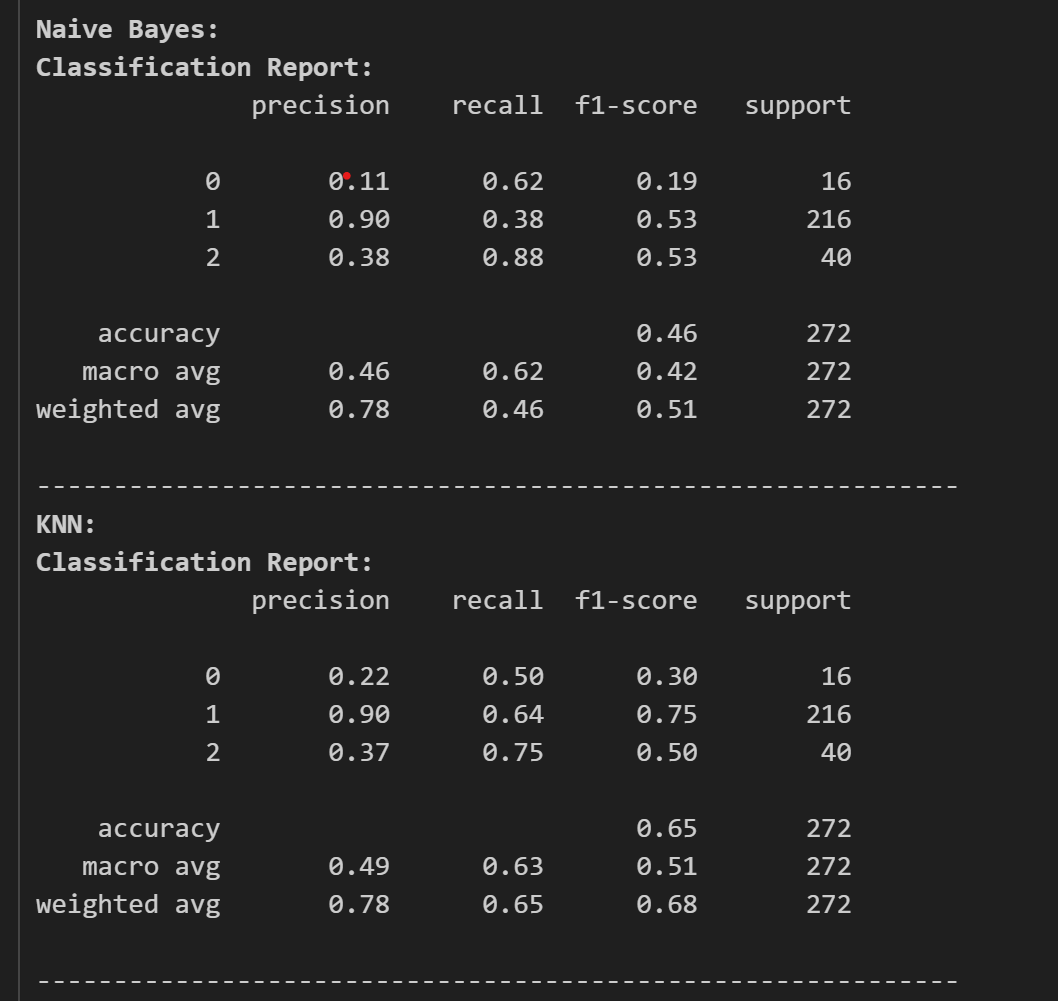 Naive Bayes:
Classification Report:
precision recall f1-score support
0 0.11 0.62 0.19 16
1 0.90 0.38 0.53 216
2 0.38 0.88 0.53 40
accuracy 0.46 272
macro avg 0.46 0.62 0.42 272
weighted avg 0.78 0.46 0.51 272
------------------------------------------------------------
KNN:
Classification Report:
precision recall f1-score support
0 0.22 0.50 0.30 16
1 0.90 0.64 0.75 216
2 0.37 0.75 0.50 40
accuracy 0.65 272
macro avg 0.49 0.63 0.51 272
weighted avg 0.78 0.65 0.68 272
------------------------------------------------------------